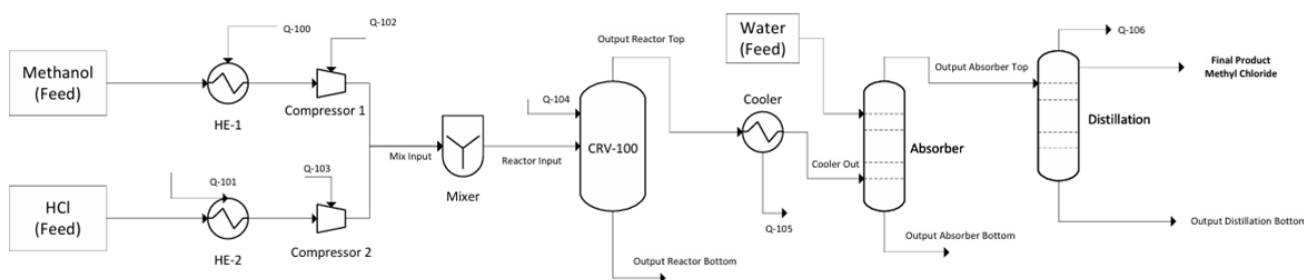 Q-100
Q-102
Methanol
(Feed)
HE-1
Compressor 1
Q-101
Q-103
HCl
(Feed)
HE-2
Compressor 2
Mix Input
Mixer
Reactor Input
Q-104
CRV-100
Output Reactor Top
Output Reactor Bottom
Water
(Feed)
Cooler
Q-105
Cooler Out
Absorber
Output Absorber Top
Output Absorber Bottom
Q-106
Final Product
Methyl Chloride
Distillation
Output Distillation Bottom